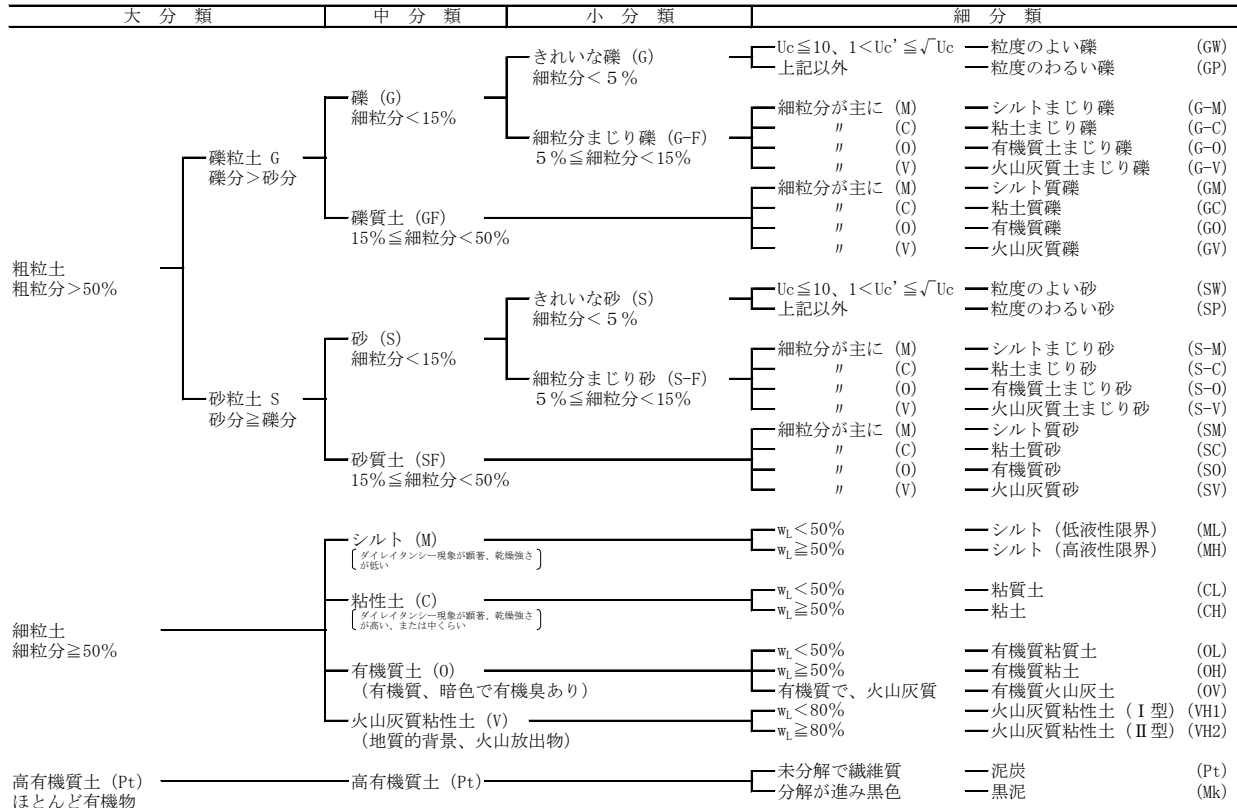 大　分　類　中　分　類　小　分　類　細　分　類
粗粒土
粗粒分＞50％
礫粒土 G
礫分＞砂分
礫 (G)
細粒分＜15％
きれいな礫 (G)
細粒分＜５％
Uc≦10、1＜Uc'≦√Uc 粒度のよい礫 (GW)
上記以外 粒度のわるい礫 (GP)
細粒分まじり礫 (G-F)
５％≦細粒分＜15％
細粒分が主に (M) シルトまじり礫 (G-M)
〃 (C) 粘土まじり礫 (G-C)
〃 (O) 有機質土まじり礫 (G-O)
〃 (V) 火山灰質土まじり礫 (G-V)
礫質土 (GF)
15％≦細粒分＜50％
細粒分が主に (M) シルト質礫 (GM)
〃 (C) 粘土質礫 (GC)
〃 (O) 有機質礫 (GO)
〃 (V) 火山灰質礫 (GV)
砂粒土 S
砂分≧礫分
砂 (S)
細粒分＜15％
きれいな砂 (S)
細粒分＜５％
Uc≦10、1＜Uc'≦√Uc 粒度のよい砂 (SW)
上記以外 粒度のわるい砂 (SP)
細粒分まじり砂 (S-F)
５％≦細粒分＜15％
細粒分が主に (M) シルトまじり砂 (S-M)
〃 (C) 粘土まじり砂 (S-C)
〃 (O) 有機質土まじり砂 (S-O)
〃 (V) 火山灰質土まじり砂 (S-V)
砂質土 (SF)
15％≦細粒分＜50％
細粒分が主に (M) シルト質砂 (SM)
〃 (C) 粘土質砂 (SC)
〃 (O) 有機質砂 (SO)
〃 (V) 火山灰質砂 (SV)
細粒土
細粒分≧50％
シルト (M)
ダイレイタンシー現象が顕著、乾燥強さ
が低い
wL＜50％ シルト (低液性限界) (ML)
wL≧50％ シルト (高液性限界) (MH)
粘性土 (C)
ダイレイタンシー現象が顕著、乾燥強さ
が高い、または中くらい
wL＜50％ 粘質土 (CL)
wL≧50％ 粘土 (CH)
有機質土 (O)
(有機質、暗色で有機臭あり)
wL＜50％ 有機質粘質土 (OL)
wL≧50％ 有機質粘土 (OH)
有機質で、火山灰質 有機質火山灰土 (OV)
火山灰質粘性土 (V)
(地質的背景、火山放出物)
wL＜80％ 火山灰質粘性土 (Ⅰ型) (VH1)
wL≧80％ 火山灰質粘性土 (Ⅱ型) (VH2)
高有機質土 (Pt)
ほとんど有機物
高有機質土 (Pt)
未分解で繊維質 泥炭 (Pt)
分解が進み黒色 黒泥 (Mk)